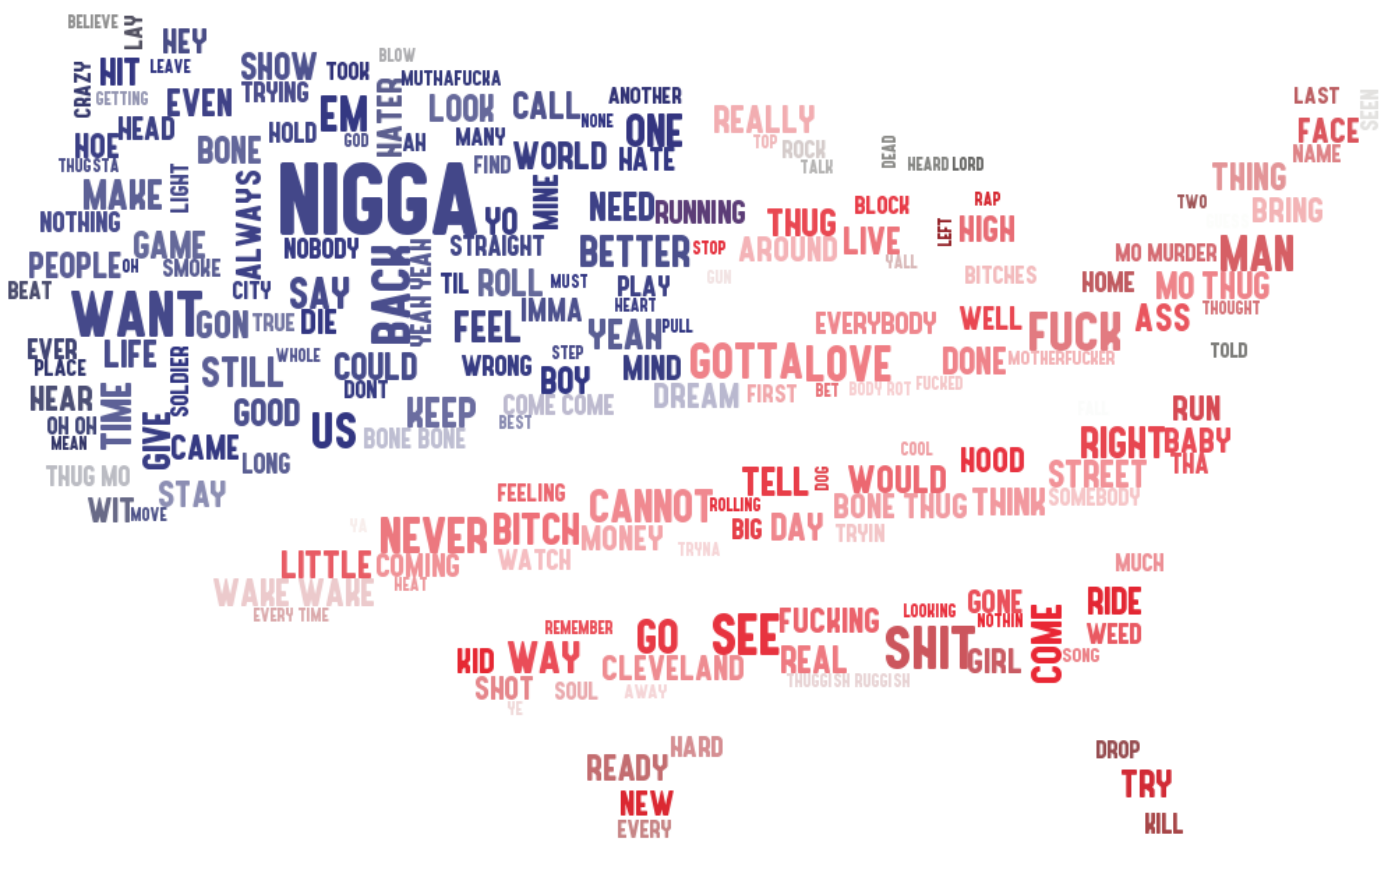 BELIEVE
LAY
HEY
BLOW
HIT
LEAVE
SHOW
TOOK
CRAZY
GETTING
EVEN
TRYING
MUTHAFUCKA
HATER
LOOK
CALL
ANOTHER
EM
HOE
HEAD
HOLD
GOD
AH
MANY
NONE
ONE
REALLY
LAST
SEEN
FACE
NAME
THUGSTA
BONE
FIND
WORLD
HATE
TOP
ROCK
TALK
DEAD
HEARD
LORD
MAKE
LIGHT
ALWAYS
NIGGA
YO
MINE
NEED
RUNNING
THUG
BLOCK
RAP
TWO
THING
BRING
NOTHING
GAME
NOBODY
STRAIGHT
BETTER
STOP
AROUND
LIVE
YALL
LEFT
HIGH
MO MURDER
MAN
PEOPLE
OH
SMOKE
BACK
YEAH YEAH
TIL
ROLL
MUST
PLAY
GUN
BITCHES
HOME
MO THUG
BEAT
CITY
SAY
IMMA
HEART
THOUGHT
WANT
GON
TRUE
DIE
FEEL
YEAH
PULL
EVERYBODY
WELL
FUCK
ASS
EVER
PLACE
LIFE
SOLDIER
WHOLE
COULD
WRONG
STEP
MIND
GOTTA
LOVE
DONE
MOTHERFUCKER
TOLD
STILL
DONT
BOY
HEAR
TIME
GIVE
GOOD
KEEP
COME COME
DREAM
FIRST
BET
BODY ROT
FUCKED
RUN
OH OH
MEAN
CAME
US
BONE BONE
BEST
RIGHT
BABY
COOL
THUG MO
LONG
HOOD
THA
STREET
WIT
MOVE
STAY
FEELING
CANNOT
ROLLING
TELL
DOG
WOULD
BONE THUG
THINK
SOMEBODY
YA
NEVER
BITCH
MONEY
BIG
DAY
TRYIN
TRYNA
LITTLE
COMING
WATCH
MUCH
WAKE WAKE
HEAT
EVERY TIME
REMEMBER
GO
SEE
FUCKING
LOOKING
GONE
NOTHIN
COME
RIDE
WEED
KID
WAY
CLEVELAND
REAL
SHIT
GIRL
SONG
SHOT
SOUL
AWAY
THUGGISH RUGGISH
YE
HARD
READY
DROP
NEW
TRY
EVERY
KILL